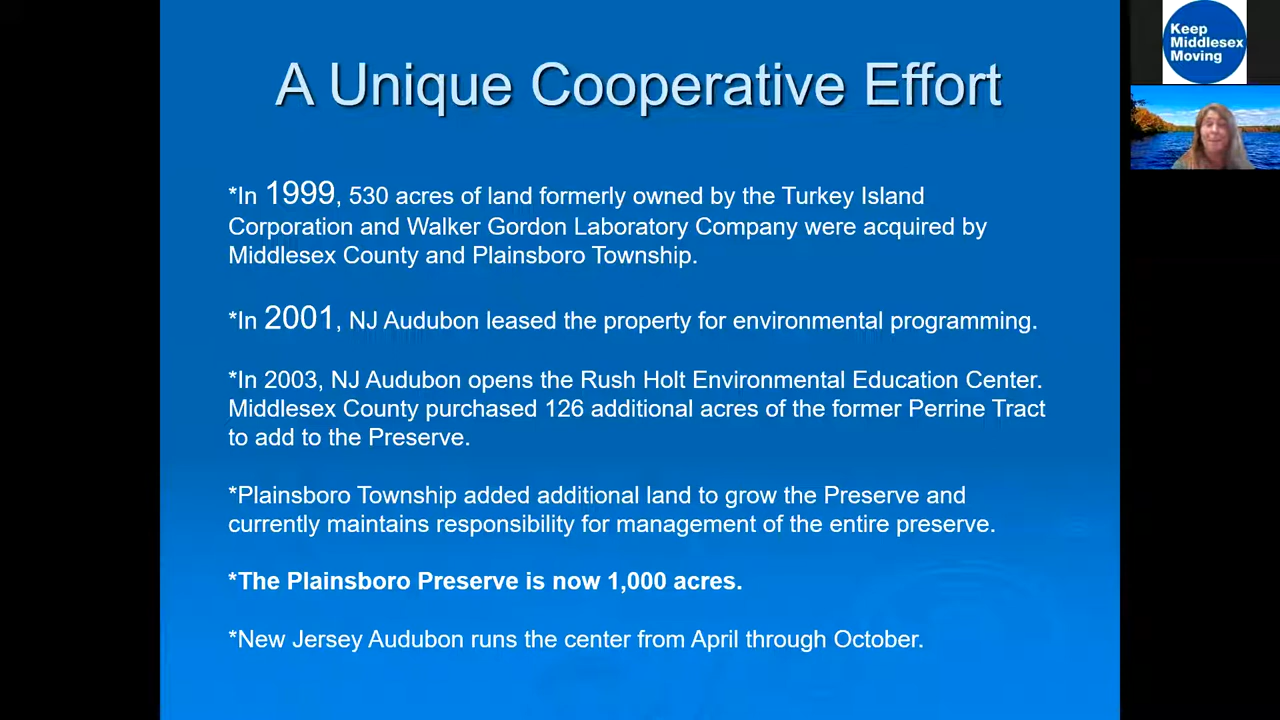 A Unique Cooperative Effort
*In 1999, 530 acres of land formerly owned by the Turkey Island
Corporation and Walker Gordon Laboratory Company were acquired by
Middlesex County and Plainsboro Township.
*In 2001, NJ Audubon leased the property for environmental programming.
*In 2003, NJ Audubon opens the Rush Holt Environmental Education Center.
Middlesex County purchased 126 additional acres of the former Perrine Tract
to add to the Preserve.
*Plainsboro Township added additional land to grow the Preserve and
currently maintains responsibility for management of the entire preserve.
*The Plainsboro Preserve is now 1,000 acres.
*New Jersey Audubon runs the center from April through October.
Keep
Middlesex
Moving